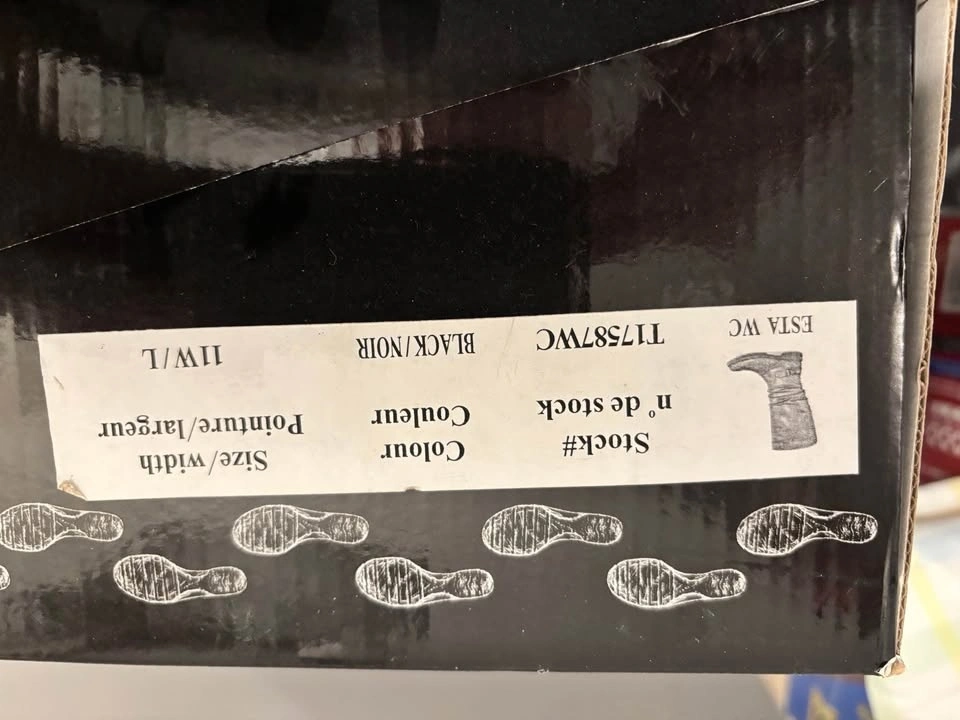 Size/width
Pointure/largeur
11W/L
Colour
Couleur
BLACK/NOIR
Stock#
n° de stock
T17587WC
ESTA WC